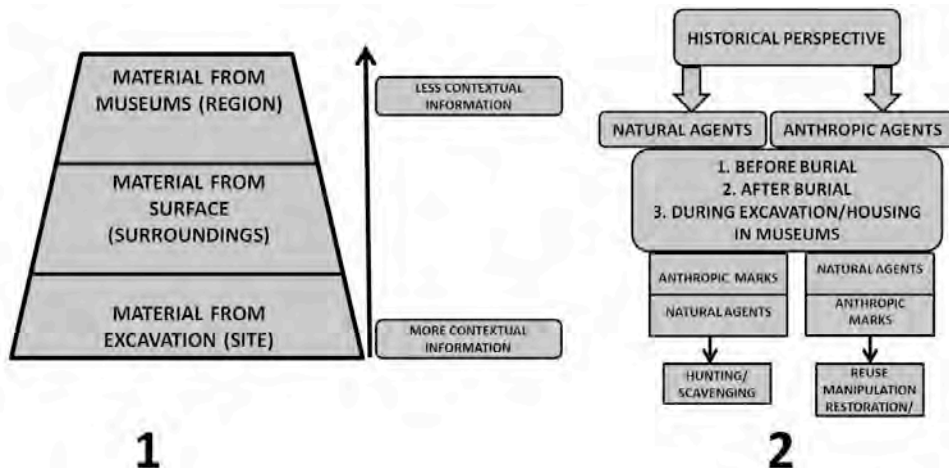 MATERIAL FROM
MUSEUMS (REGION)
MATERIAL FROM
SURFACE
(SURROUNDINGS)
MATERIAL FROM
EXCAVATION (SITE)
LESS CONTEXTUAL
INFORMATION
MORE CONTEXTUAL
INFORMATION
1
HISTORICAL PERSPECTIVE
NATURAL AGENTS
ANTHROPIC AGENTS
1. BEFORE BURIAL
2. AFTER BURIAL
3. DURING EXCAVATION/HOUSING
IN MUSEUMS
ANTHROPIC MARKS
NATURAL AGENTS
HUNTING/
SCAVENGING
NATURAL AGENTS
ANTHROPIC
MARKS
REUSE
MANIPULATION
RESTORATION/
2